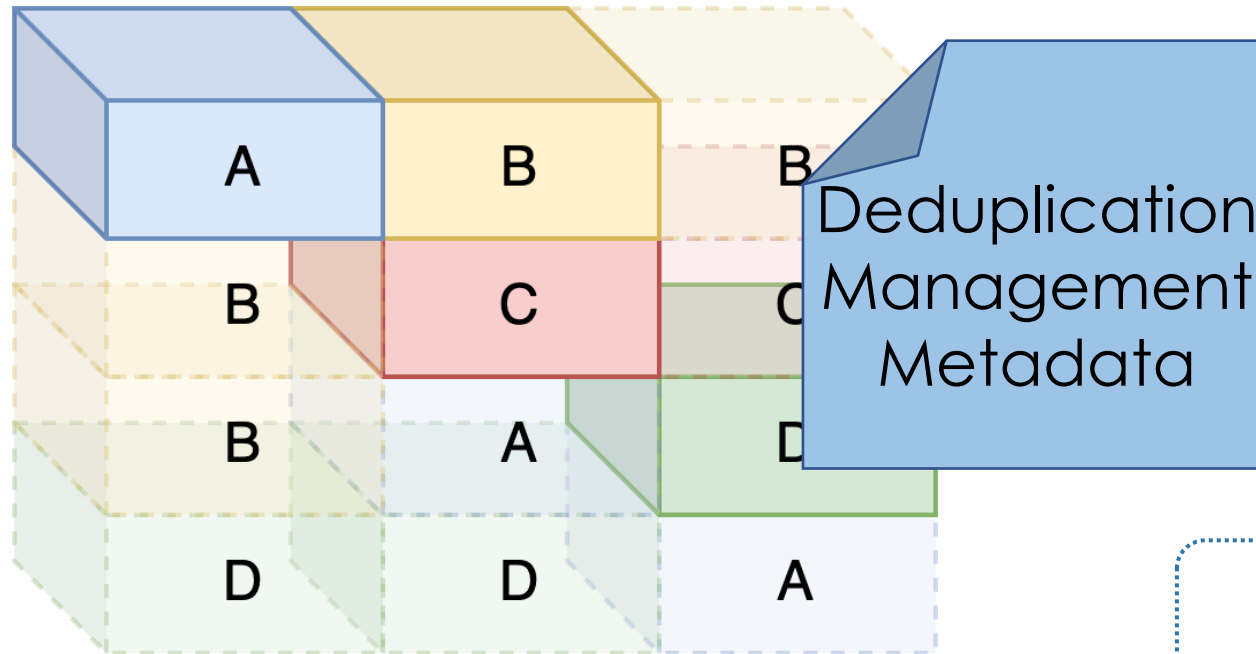 A B B
Deduplication
Management
Metadata
B C C
B A D
D D A